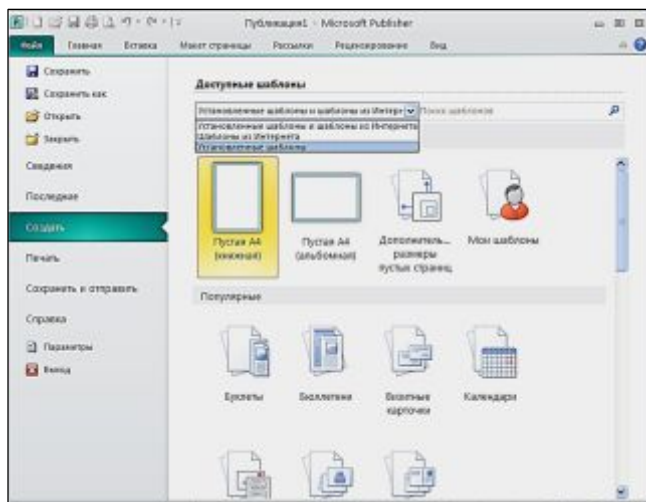 Публикация1 - Microsoft Publisher
Файл Главная Вставка Макет страницы Рассылки Рецензирование Вид
Сохранить
Сохранить как
Открыть
Закрыть
Сведения
Последние
Создать
Печать
Сохранить и отправить
Справка
Параметры
Выход
Доступные шаблоны
Установленные шаблоны и шаблоны из Интерн Поиск шаблонов
Установленные шаблоны и шаблоны из Интернета
Шаблоны из Интернета
Установленные шаблоны
Пустая A4 (книжная)
Пустая A4 (альбомная)
Дополнитель... размеры пустых страниц
Мои шаблоны
Популярные
Буклеты
Бюллетени
Визитные карточки
Календари